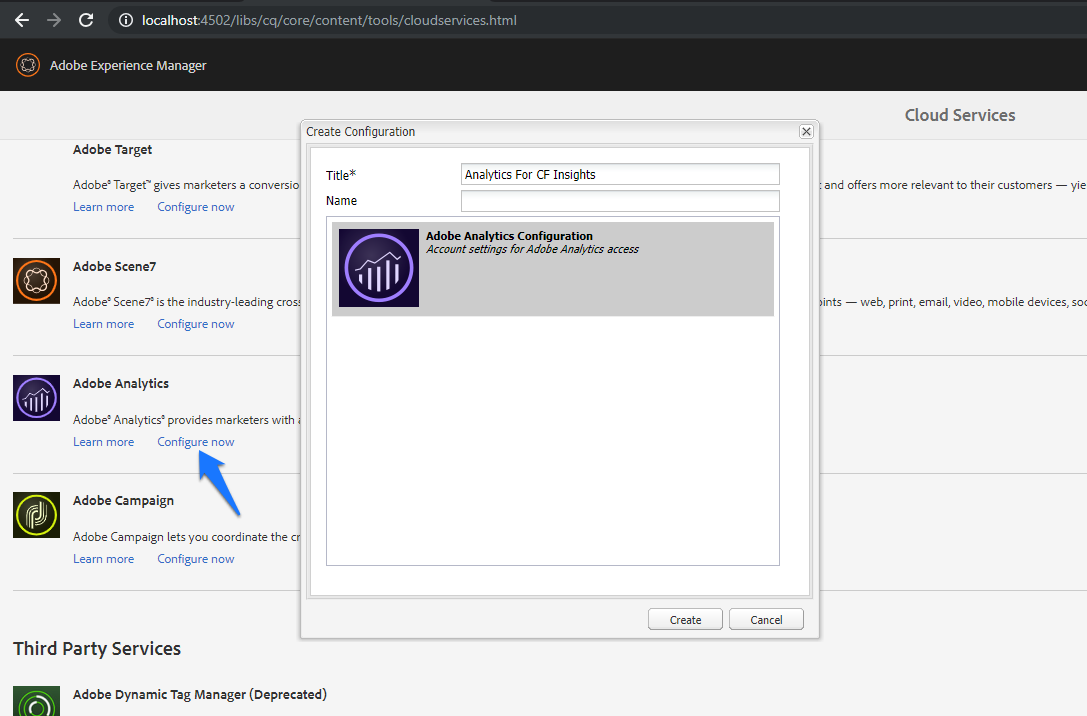 localhost:4502/libs/cq/core/content/tools/cloudservices.html
Adobe Experience Manager
Cloud Services
Adobe Target
Adobe® Target™ gives marketers a conversio
t and offers more relevant to their customers — yie
Learn more Configure now
Adobe Scene7
Adobe® Scene7® is the industry-leading cross
oints — web, print, email, video, mobile devices, soc
Learn more Configure now
Adobe Analytics
Adobe® Analytics® provides marketers with a
Learn more Configure now
Adobe Campaign
Adobe Campaign lets you coordinate the cr
Learn more Configure now
Third Party Services
Adobe Dynamic Tag Manager (Deprecated)
Create Configuration
Title* Analytics For CF Insights
Name
Adobe Analytics Configuration
Account settings for Adobe Analytics access
Create Cancel